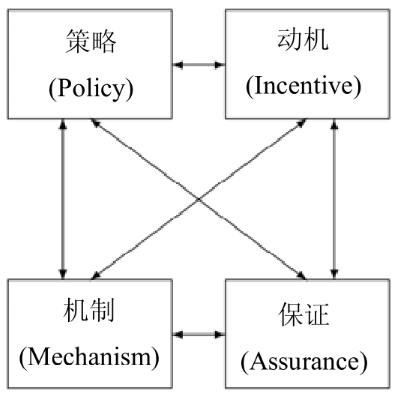 策略
(Policy)
动机
(Incentive)
机制
(Mechanism)
保证
(Assurance)